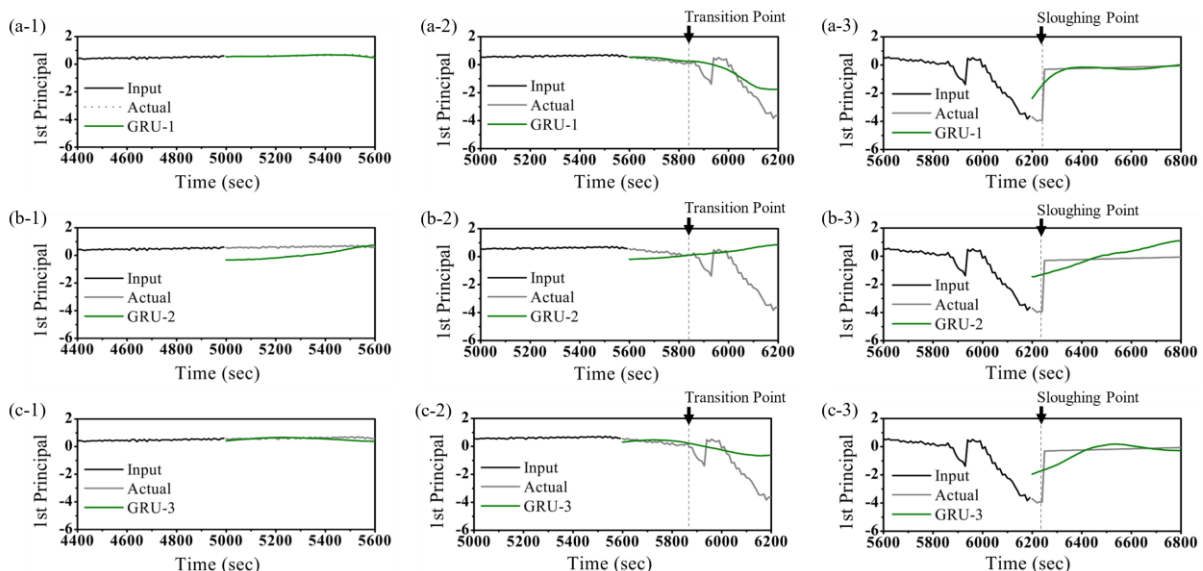 (a-1)
2
0
-2
-4
-6
1st Principal
Input
Actual
GRU-1
4400 4600 4800 5000 5200 5400 5600
Time (sec)
(a-2)
Transition Point
2
0
-2
-4
-6
1st Principal
Input
Actual
GRU-1
5000 5200 5400 5600 5800 6000 6200
Time (sec)
(a-3)
Sloughing Point
2
0
-2
-4
-6
1st Principal
Input
Actual
GRU-1
5600 5800 6000 6200 6400 6600 6800
Time (sec)
(b-1)
2
0
-2
-4
-6
1st Principal
Input
Actual
GRU-2
4400 4600 4800 5000 5200 5400 5600
Time (sec)
(b-2)
Transition Point
2
0
-2
-4
-6
1st Principal
Input
Actual
GRU-2
5000 5200 5400 5600 5800 6000 6200
Time (sec)
(b-3)
Sloughing Point
2
0
-2
-4
-6
1st Principal
Input
Actual
GRU-2
5600 5800 6000 6200 6400 6600 6800
Time (sec)
(c-1)
2
0
-2
-4
-6
1st Principal
Input
Actual
GRU-3
4400 4600 4800 5000 5200 5400 5600
Time (sec)
(c-2)
Transition Point
2
0
-2
-4
-6
1st Principal
Input
Actual
GRU-3
5000 5200 5400 5600 5800 6000 6200
Time (sec)
(c-3)
Sloughing Point
2
0
-2
-4
-6
1st Principal
Input
Actual
GRU-3
5600 5800 6000 6200 6400 6600 6800
Time (sec)